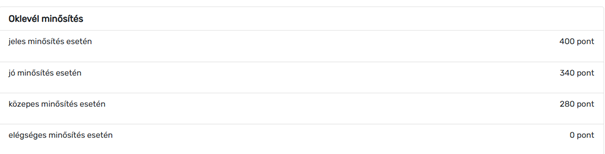 Oklevél minősítés
jeles minősítés esetén 400 pont
jó minősítés esetén 340 pont
közepes minősítés esetén 280 pont
elégséges minősítés esetén 0 pont